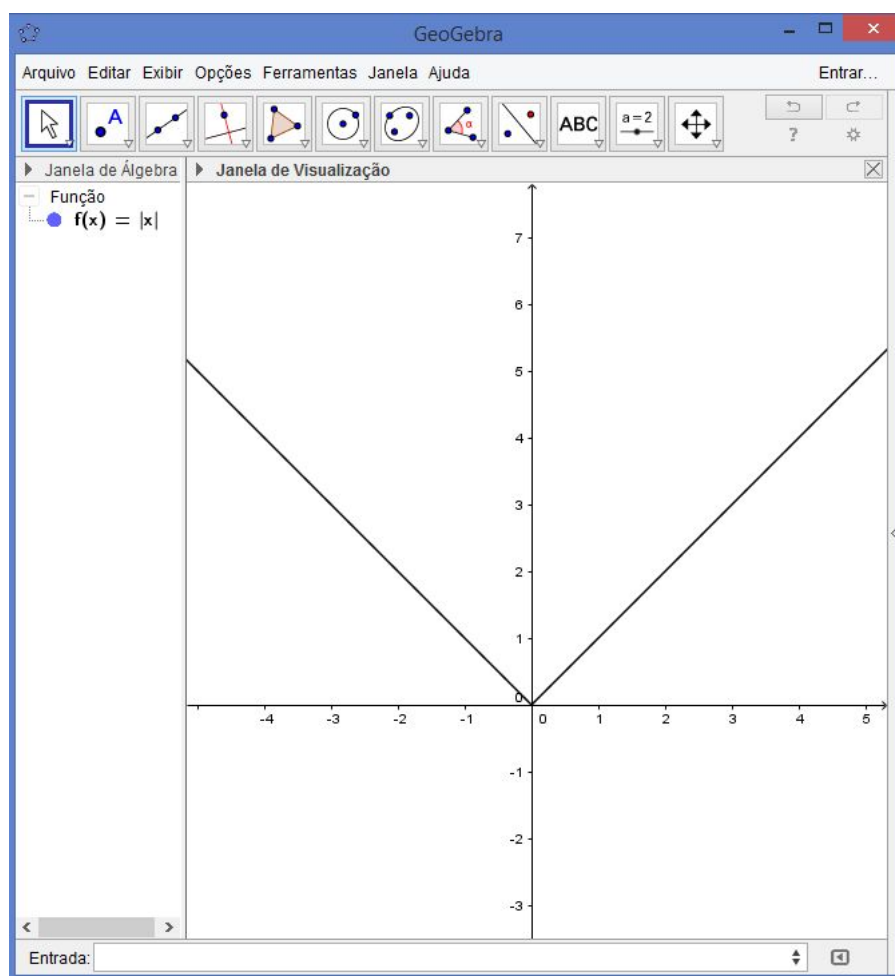 GeoGebra
Arquivo Editar Exibir Opções Ferramentas Janela Ajuda Entrar...
A α ABC a=2 ?
Janela de Álgebra Janela de Visualização
Função
f(x) = |x|
7
6
5
4
3
2
1
0
-4 -3 -2 -1 0 1 2 3 4 5
-1
-2
-3
Entrada: